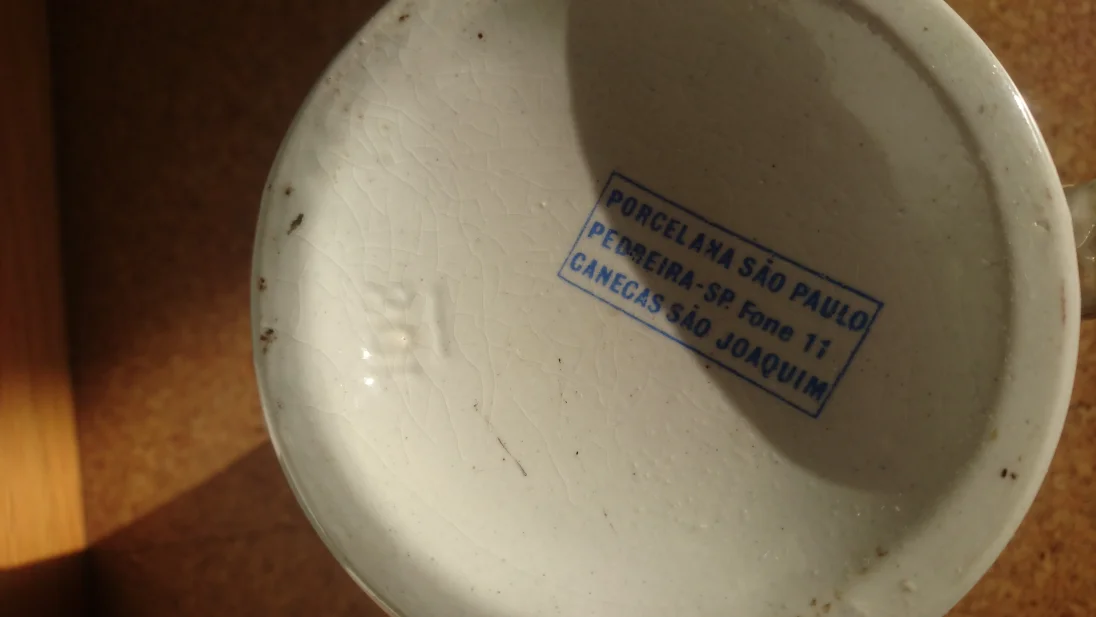 PORCELANA SÃO PAULO
PEDREIRA-SP. Fone 11
CANECAS SÃO JOAQUIM